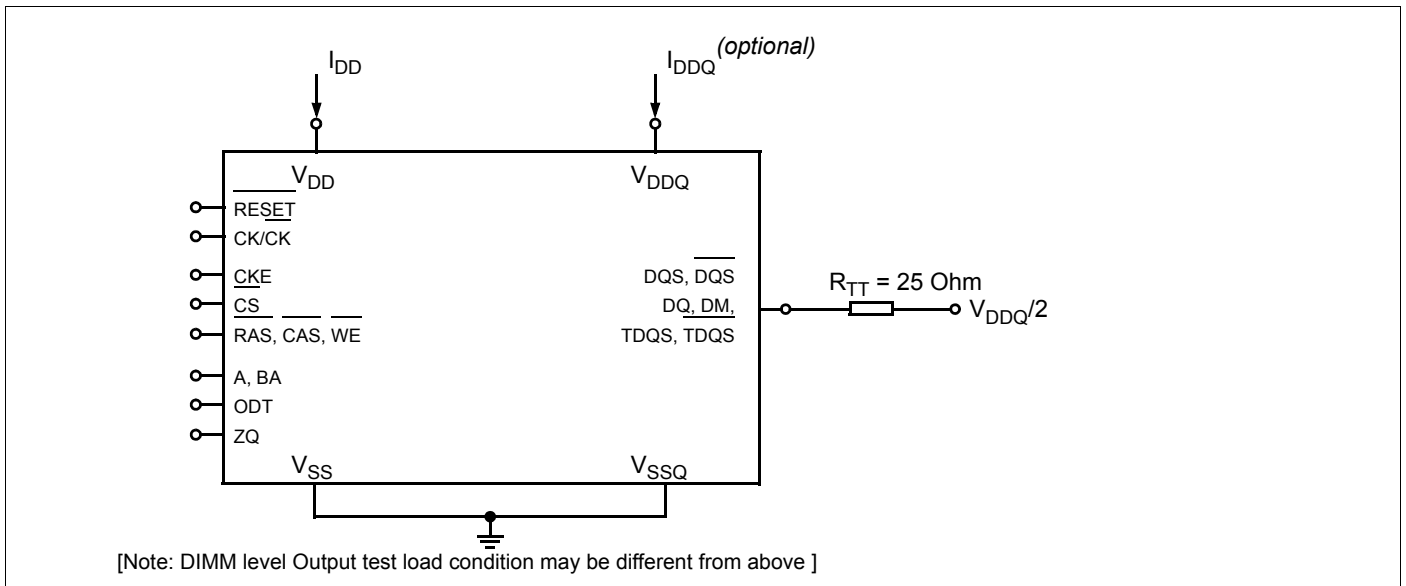 I_DD
I_DDQ (optional)
V_DD
V_DDQ
RESET
CK/CK
CKE
CS
RAS, CAS, WE
A, BA
ODT
ZQ
DQS, DQS
DQ, DM,
TDQS, TDQS
R_TT = 25 Ohm
V_DDQ/2
V_SS
V_SSQ
[Note: DIMM level Output test load condition may be different from above ]